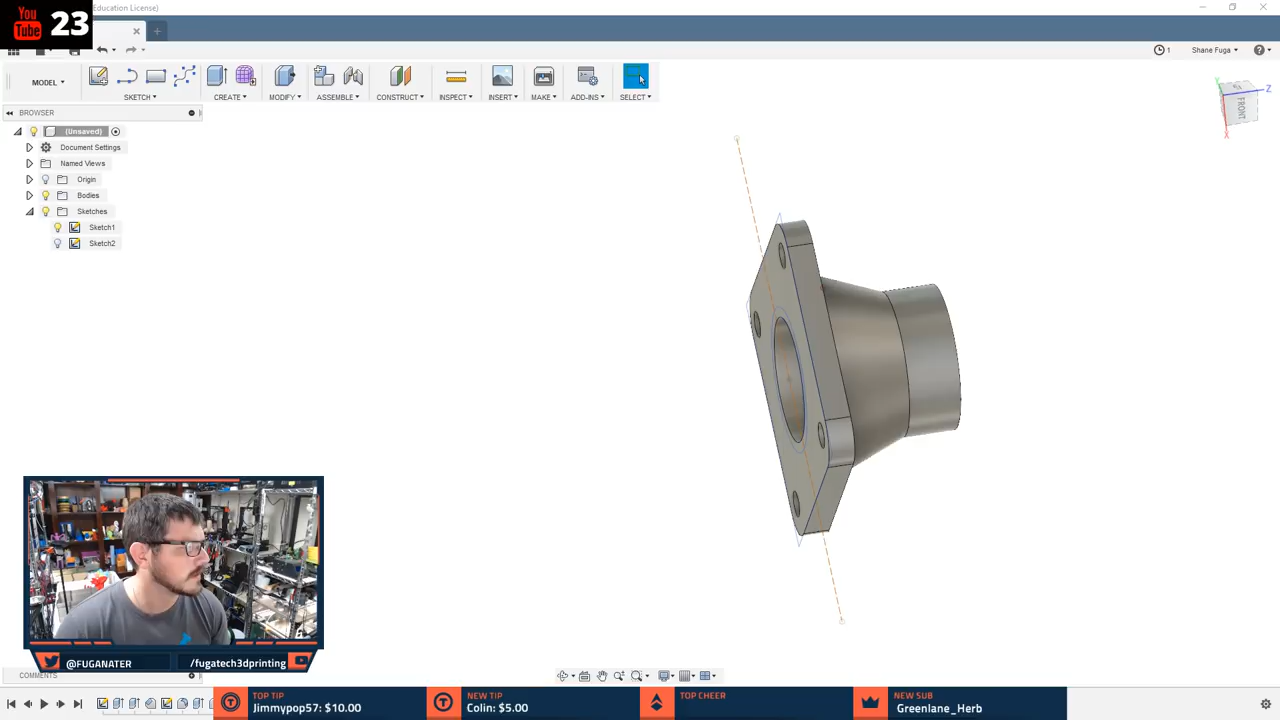 You Tube 23
Education License)
1 Shane Fuga
MODEL SKETCH CREATE MODIFY ASSEMBLE CONSTRUCT INSPECT INSERT MAKE ADD-INS SELECT
BROWSER
(Unsaved)
Document Settings
Named Views
Origin
Bodies
Sketches
Sketch1
Sketch2
FRONT
Z
X
Y
@FUGANATER /fugatech3dprinting
COMMENTS
TOP TIP
Jimmypop57: $10.00
NEW TIP
Colin: $5.00
TOP CHEER
NEW SUB
Greenlane_Herb